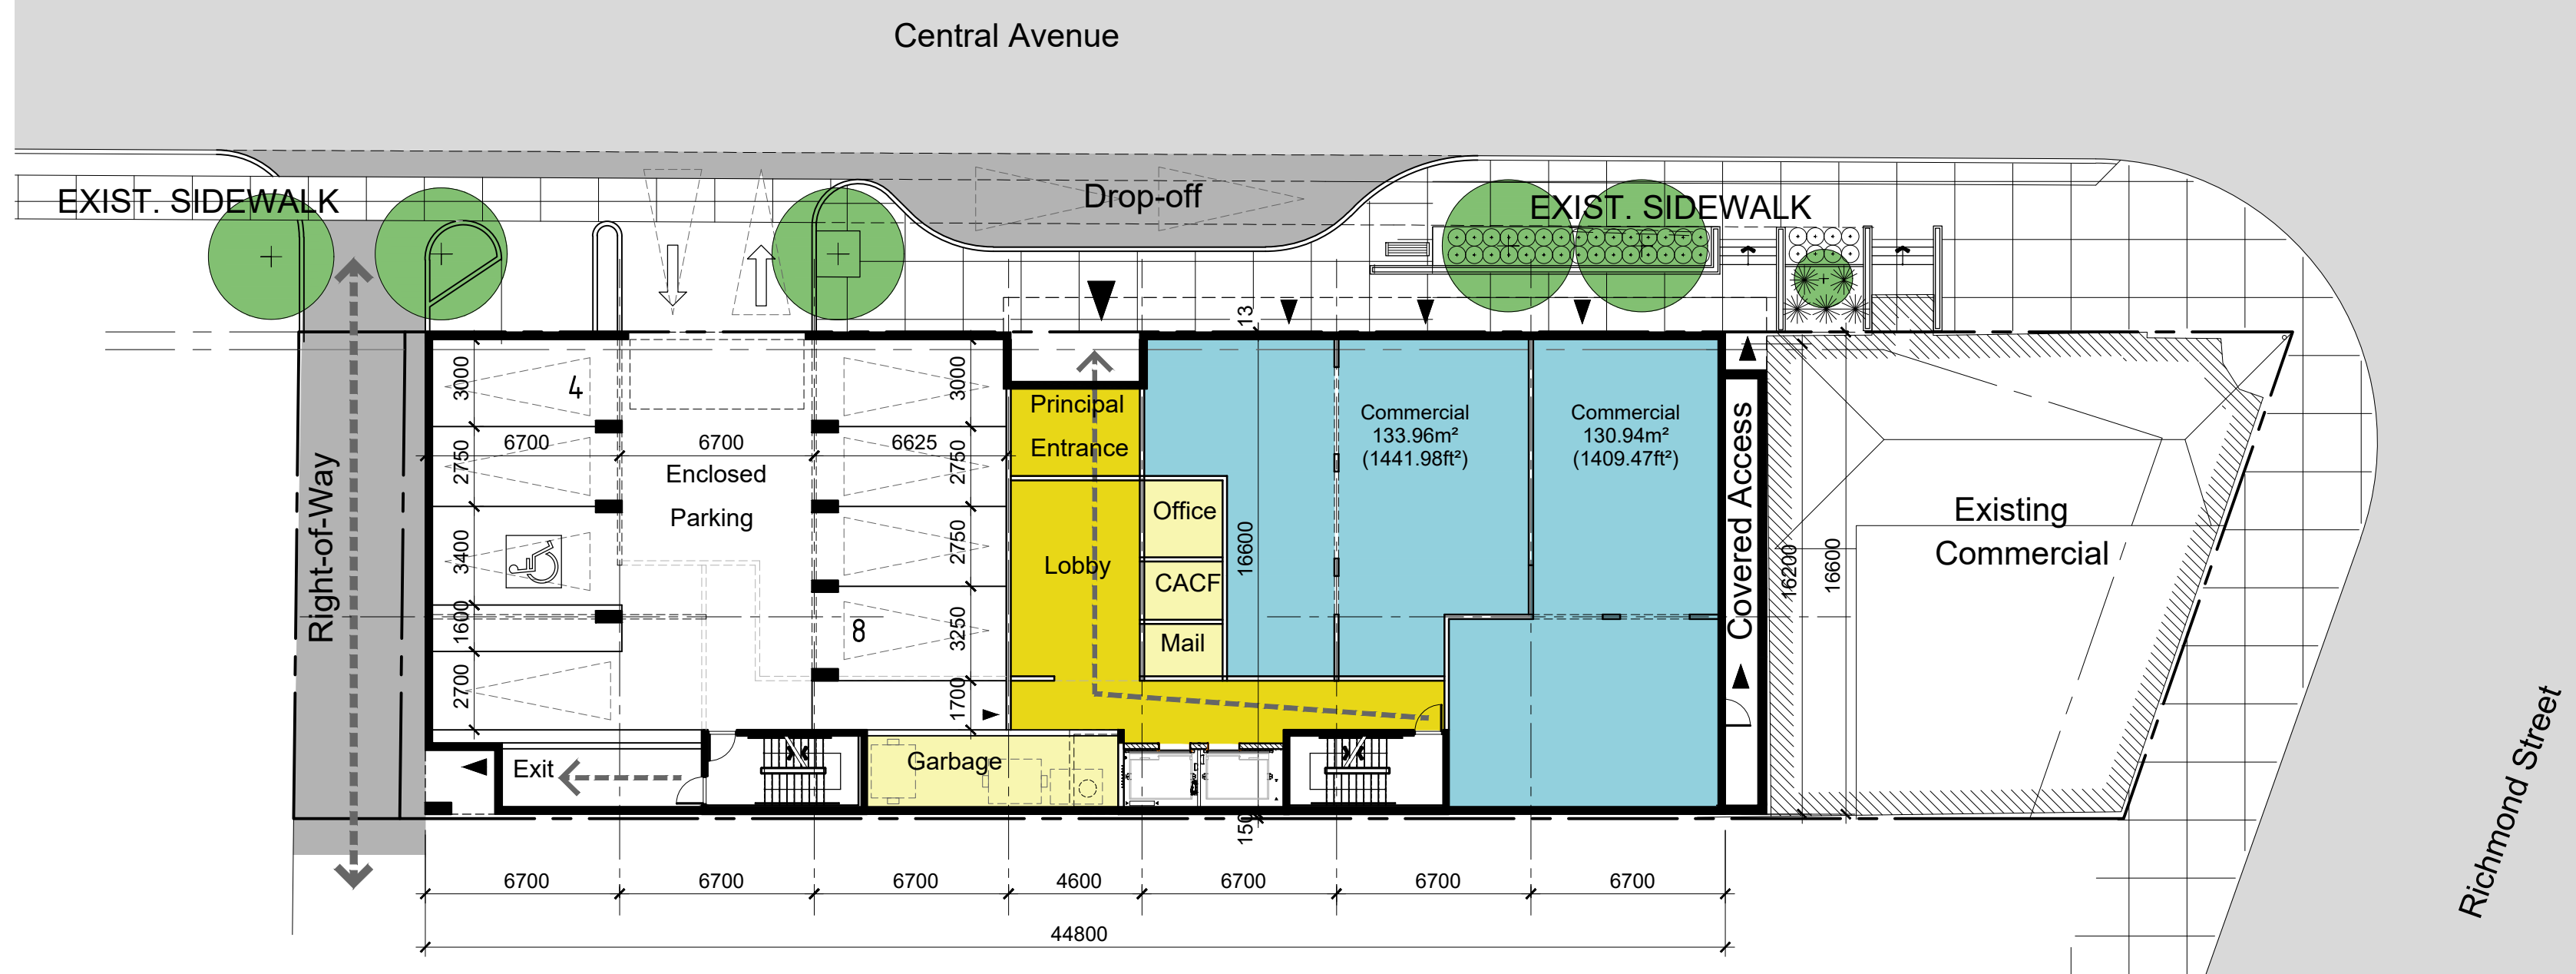 Central Avenue
EXIST. SIDEWALK
Drop-off
EXIST. SIDEWALK
13
3000
4
3000
Principal
Entrance
Commercial
133.96m²
(1441.98ft²)
Commercial
130.94m²
(1409.47ft²)
Covered Access
6700
6700
6625
2750
2750
Enclosed
Parking
Right-of-Way
Office
Existing
Commercial
3400
2750
16600
16200
16600
Lobby
CACF
1600
8
3250
Mail
2700
1700
Exit
Garbage
150
Richmond Street
6700
6700
6700
4600
6700
6700
6700
44800